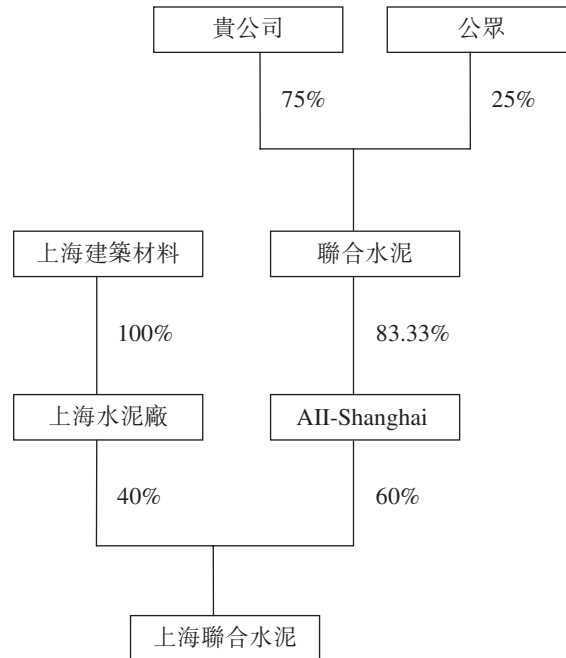 貴公司
公眾
75%
25%
上海建築材料
聯合水泥
100%
83.33%
上海水泥廠
AII-Shanghai
40%
60%
上海聯合水泥